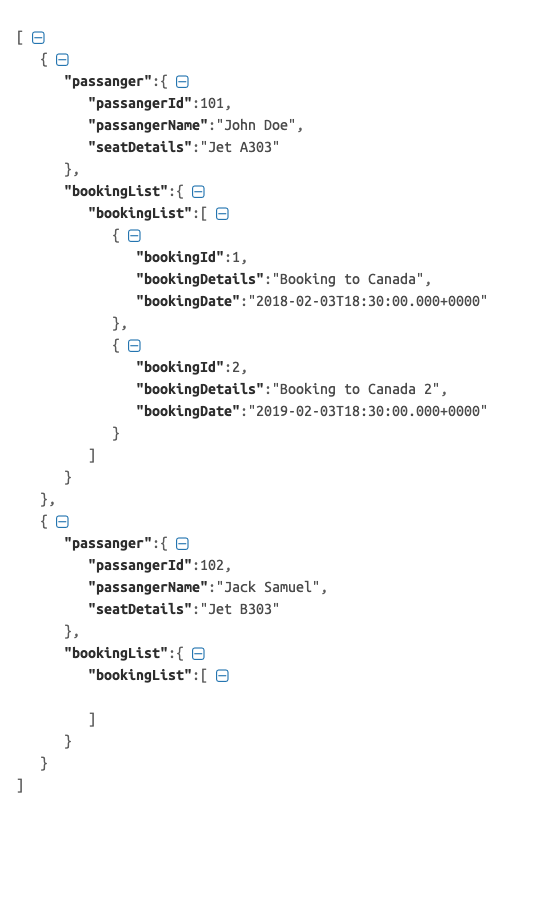 [
{
"passanger":{
"passangerId":101,
"passangerName":"John Doe",
"seatDetails":"Jet A303"
},
"bookingList":{
"bookingList":[
{
"bookingId":1,
"bookingDetails":"Booking to Canada",
"bookingDate":"2018-02-03T18:30:00.000+0000"
},
{
"bookingId":2,
"bookingDetails":"Booking to Canada 2",
"bookingDate":"2019-02-03T18:30:00.000+0000"
}
]
}
},
{
"passanger":{
"passangerId":102,
"passangerName":"Jack Samuel",
"seatDetails":"Jet B303"
},
"bookingList":{
"bookingList":[
]
}
}
]